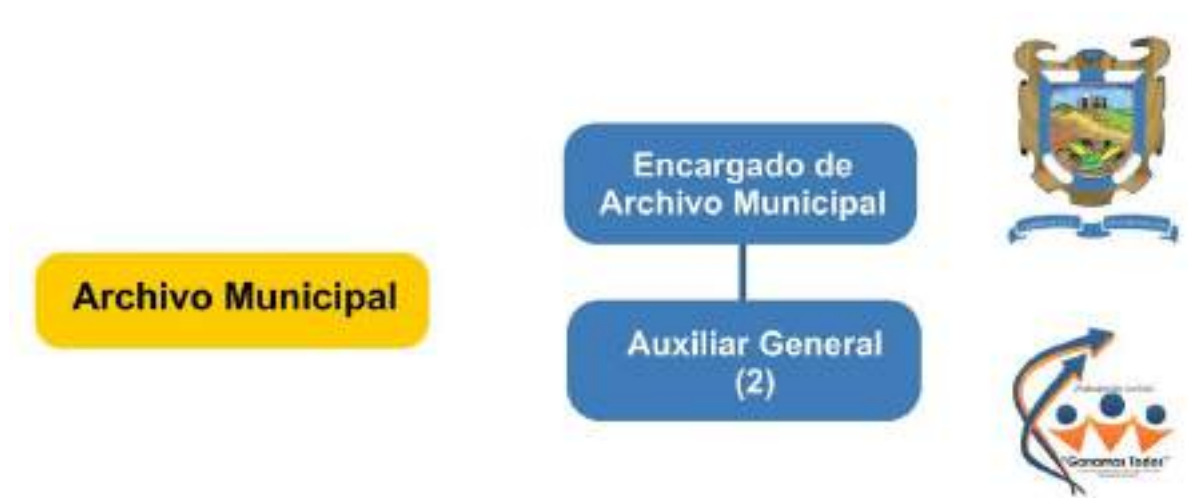 Archivo Municipal
Encargado de
Archivo Municipal
Auxiliar General
(2)
"Ganamos Todos"